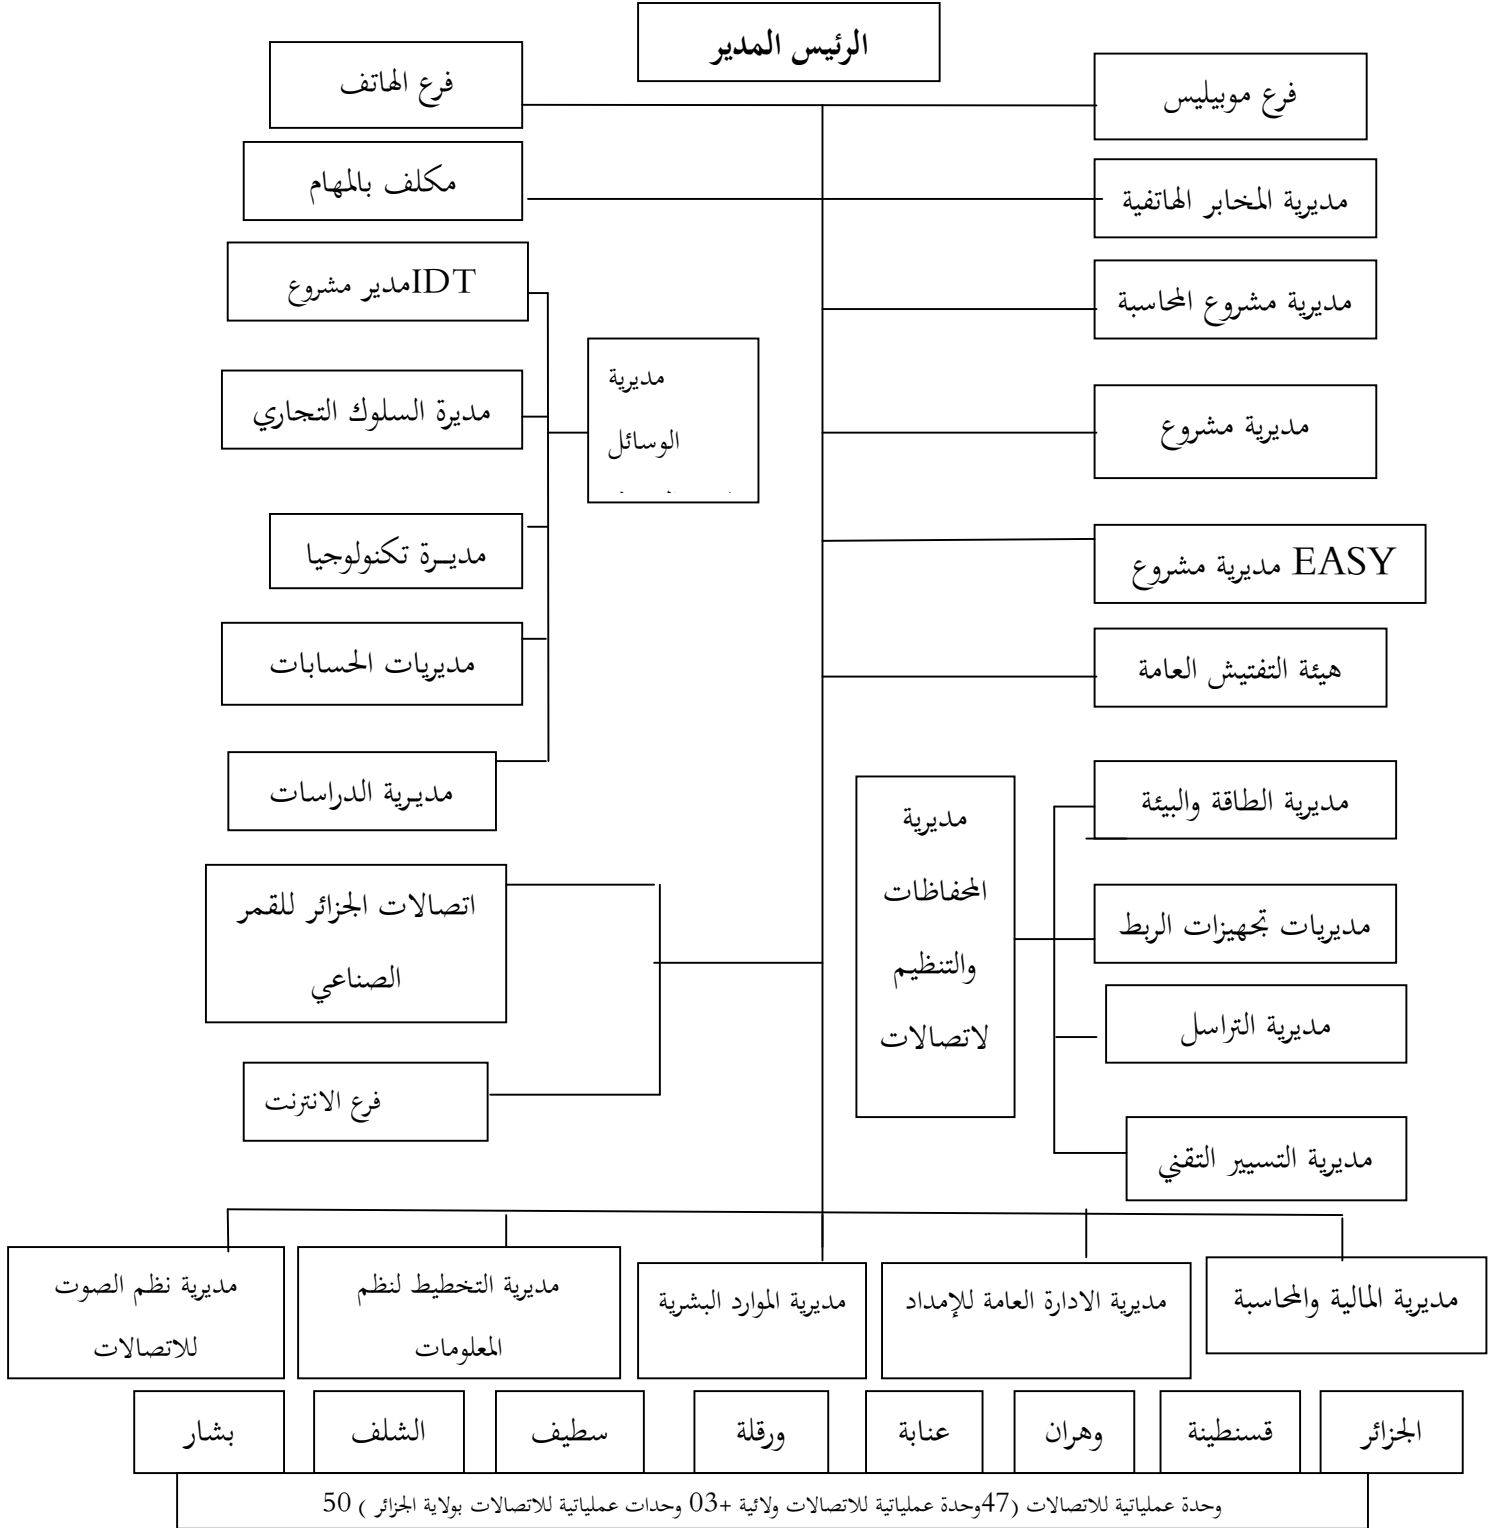 الرئيس المدير
فرع موبيليس
فرع الهاتف
مديرية المخابر الهاتفية
مكلف بالمهام
مديرية مشروع المحاسبة
مدير مشروع IDT
مديرية
الوسائل
مديرية مشروع
مديرة السلوك التجاري
مديرية مشروع EASY
مديـرة تكنولوجيا
هيئة التفتيش العامة
مديريات الحسابات
مديرية الطاقة والبيئة
مديرية الدراسات
مديرية
المحفاظات
والتنظيم
لاتصالات
مديريات تجهيزات الربط
اتصالات الجزائر للقمر
الصناعي
مديرية التراسل
فرع الانترنت
مديرية التسيير التقني
مديرية المالية والمحاسبة
مديرية الادارة العامة للإمداد
مديرية الموارد البشرية
مديرية التخطيط لنظم
المعلومات
مديرية نظم الصوت
للاتصالات
الجزائر
قسنطينة
وهران
عنابة
ورقلة
سطيف
الشلف
بشار
50 وحدة عملياتية للاتصالات (47وحدة عملياتية للاتصالات ولائية +03 وحدات عملياتية للاتصالات بولاية الجزائر )